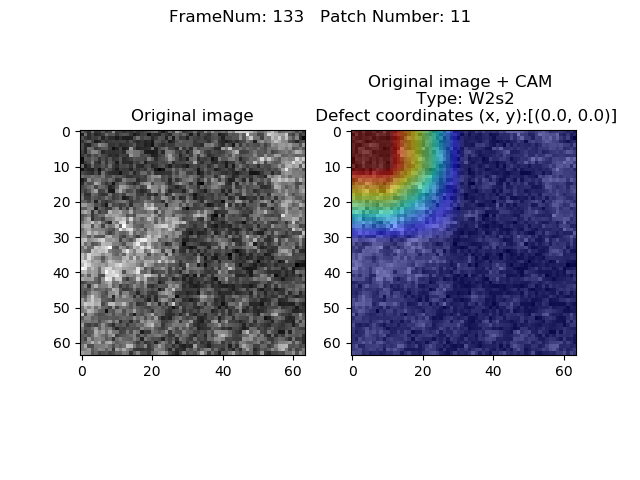 FrameNum: 133   Patch Number: 11
Original image
0
10
20
30
40
50
60
0 20 40 60
Original image + CAM
Type: W2s2
Defect coordinates (x, y):[(0.0, 0.0)]
0
10
20
30
40
50
60
0 20 40 60